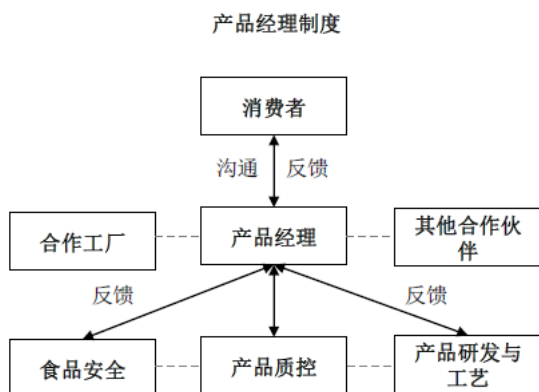 产品经理制度
消费者
沟通 反馈
合作工厂
产品经理
其他合作伙
伴
反馈
反馈
食品安全
产品质控
产品研发与
工艺